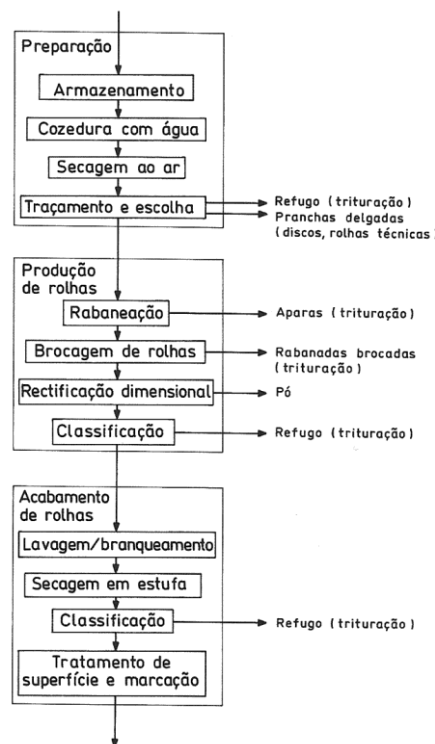 Preparação
Armazenamento
Cozedura com água
Secagem ao ar
Traçamento e escolha
Refugo (trituração)
Pranchas delgadas
(discos, rolhas técnicas)
Produção
de rolhas
Rabaneação
Aparas (trituração)
Brocagem de rolhas
Rabanadas brocadas
(trituração)
Rectificação dimensional
Pó
Classificação
Refugo (trituração)
Acabamento
de rolhas
Lavagem/branqueamento
Secagem em estufa
Classificação
Refugo (trituração)
Tratamento de
superfície e marcação